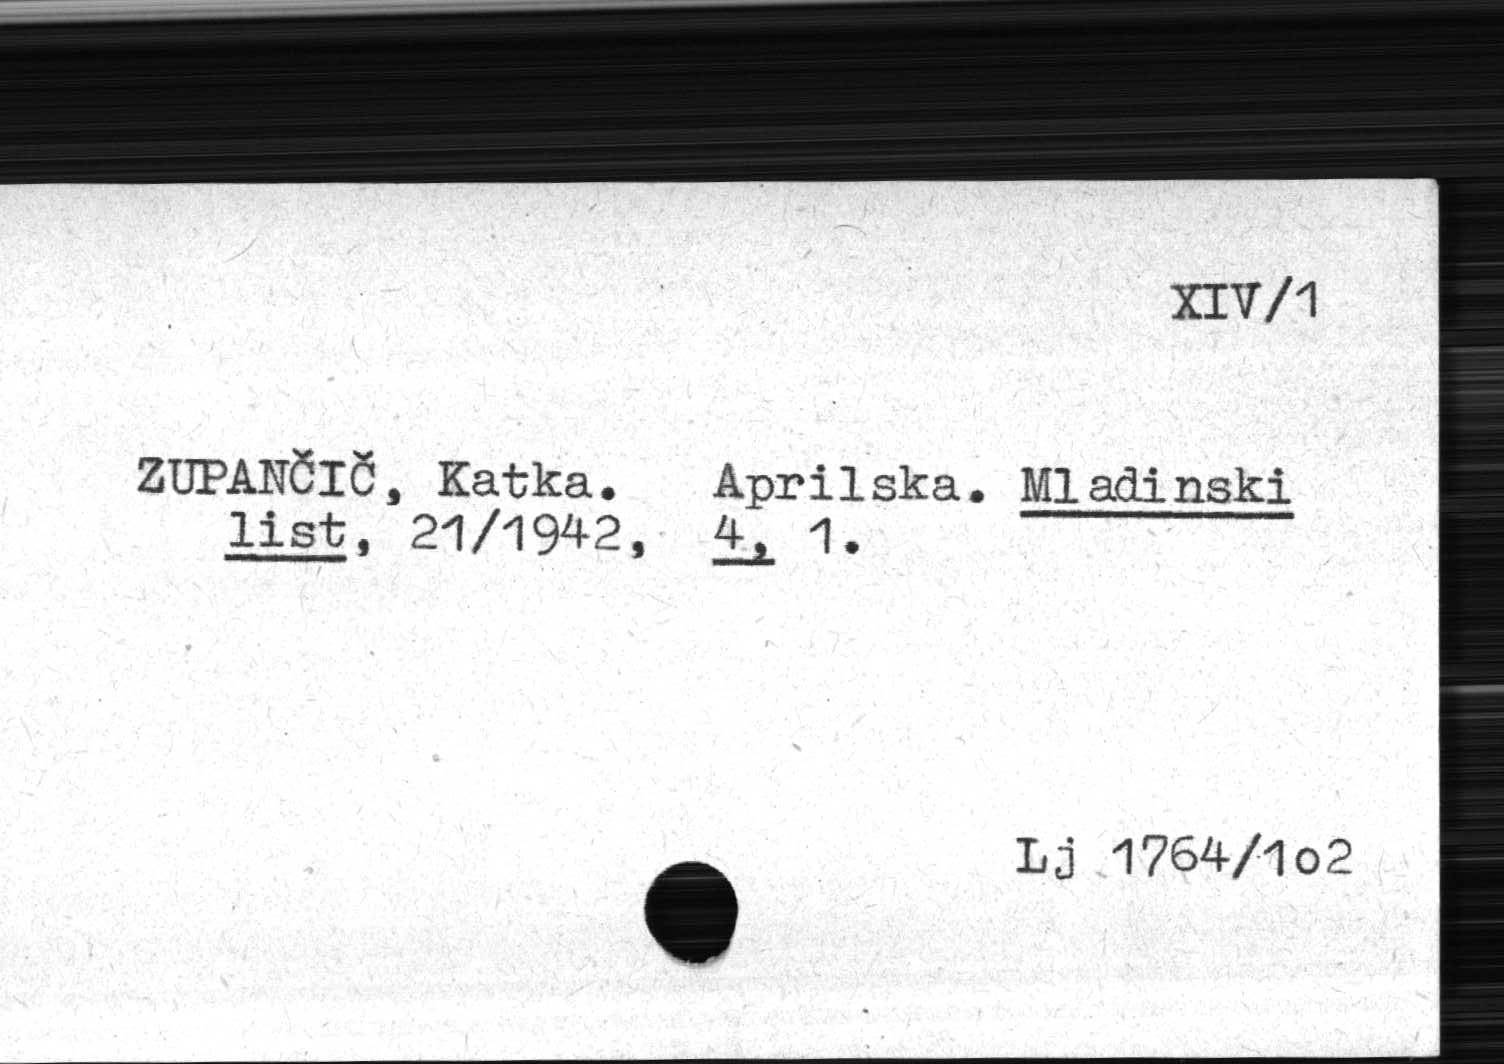 XIV/1
ZUPANČIČ, Katka. Aprilska. Mladinski
list, 21/1942, 4, 1.
Lj 1764/1o2